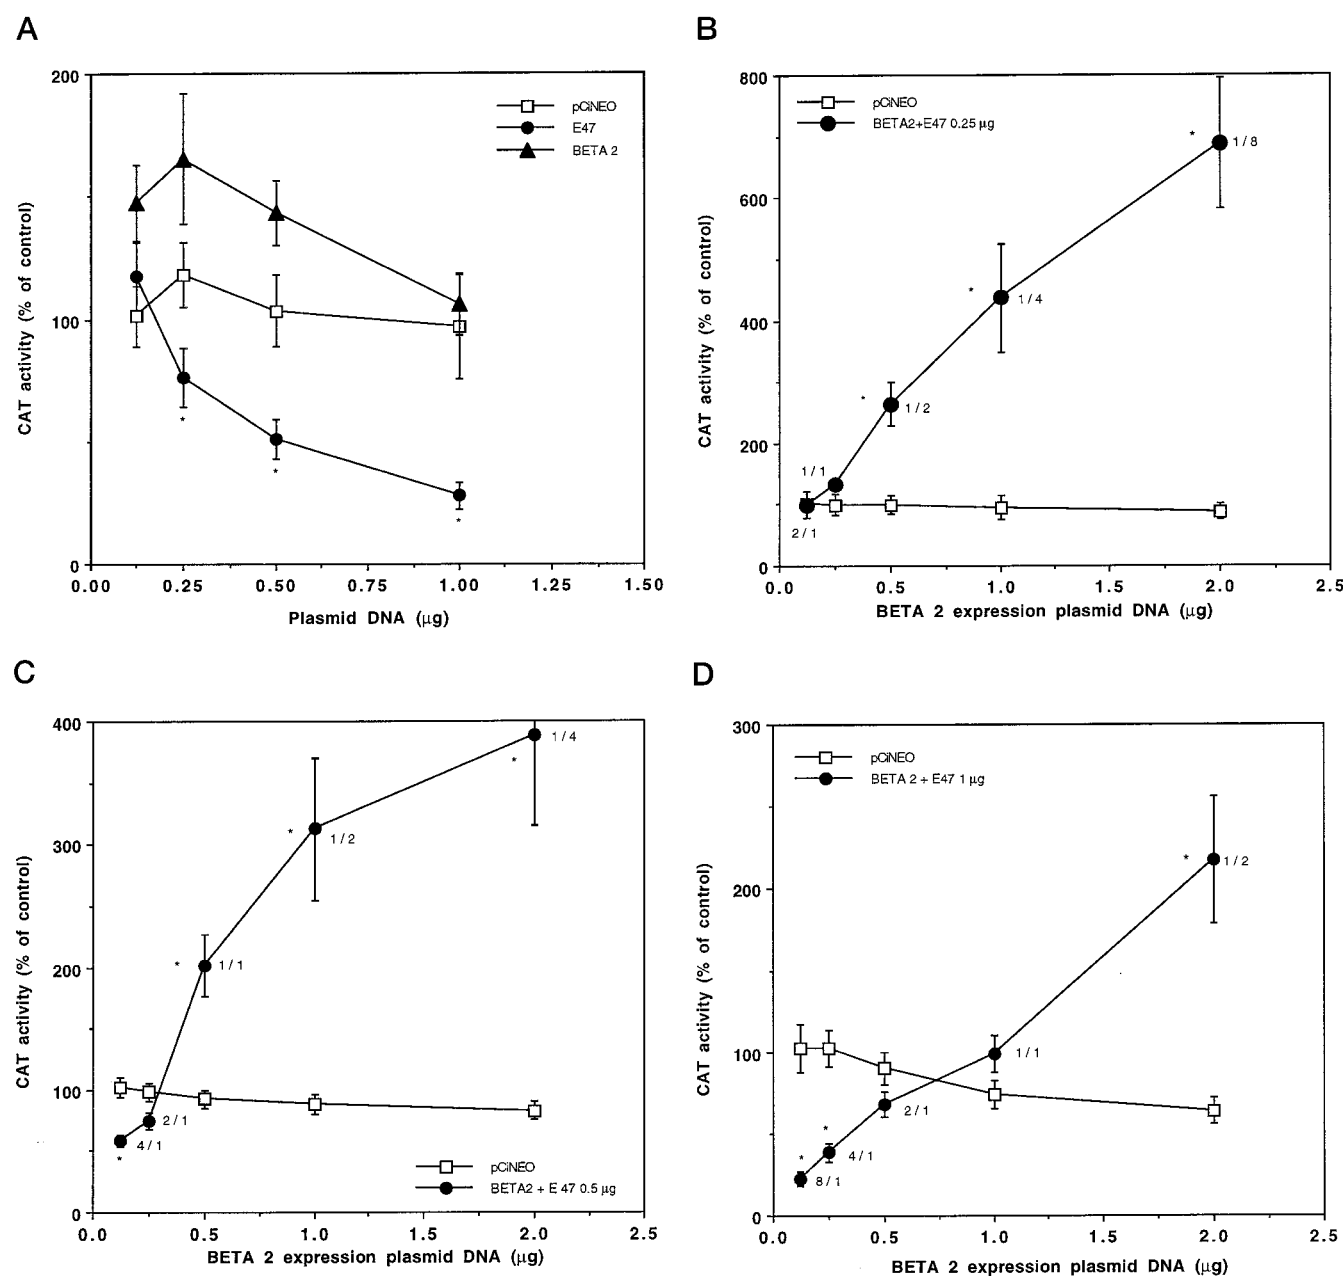 A
200
100
0
0.00 0.25 0.50 0.75 1.00 1.25 1.50
CAT activity (% of control)
Plasmid DNA (μg)
pCiNEO
E47
BETA 2
*
*
*
B
800
600
400
200
0
0.0 0.5 1.0 1.5 2.0 2.5
CAT activity (% of control)
BETA 2 expression plasmid DNA (μg)
pCiNEO
BETA2+E47 0.25 μg
* 1/8
* 1/4
* 1/2
1/1
2/1
C
400
300
200
100
0
0.0 0.5 1.0 1.5 2.0 2.5
CAT activity (% of control)
BETA 2 expression plasmid DNA (μg)
1/4
*
* 1/2
* 1/1
2/1
4/1
*
pCiNEO
BETA2 + E 47 0.5 μg
D
300
200
100
0
0.0 0.5 1.0 1.5 2.0 2.5
CAT activity (% of control)
BETA 2 expression plasmid DNA (μg)
pCiNEO
BETA 2 + E47 1 μg
* 1/2
1/1
2/1
*
4/1
*
8/1